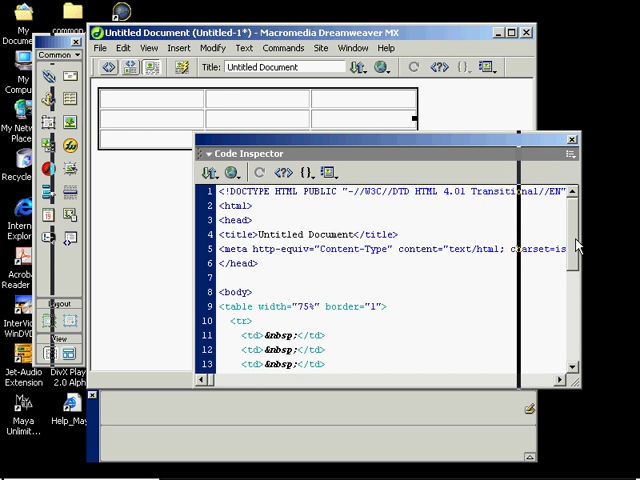 My
Docume...
common
Untitled Document (Untitled-1*) - Macromedia Dreamweaver MX
File Edit View Insert Modify Text Commands Site Window Help
Title: Untitled Document
Common
My
Compu
My Netw
Place
Recycle
Intern
Explor
Acroba
Reader
InterVi
WinDVD
Jet-Audio
Extension
DivX Play
2.0 Alph
Maya
Unlimit...
Help_May
Layout
View
Code Inspector
1 <!DOCTYPE HTML PUBLIC "-//W3C//DTD HTML 4.01 Transitional//EN"
2 <html>
3 <head>
4 <title>Untitled Document</title>
5 <meta http-equiv="Content-Type" content="text/html; charset=is
6 </head>
7
8 <body>
9 <table width="75%" border="1">
10 <tr>
11 <td>&nbsp;</td>
12 <td>&nbsp;</td>
13 <td>&nbsp;</td>